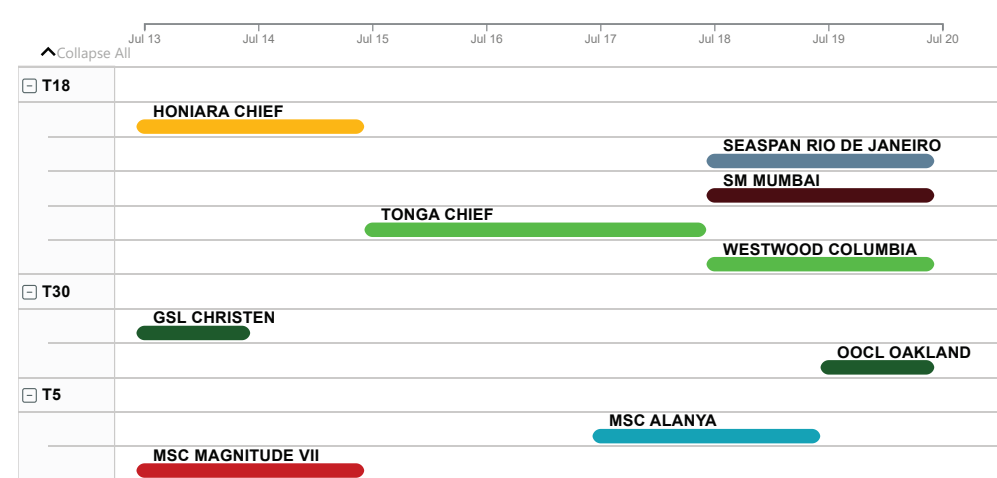 Jul 13 Jul 14 Jul 15 Jul 16 Jul 17 Jul 18 Jul 19 Jul 20
Collapse All
T18
HONIARA CHIEF
SEASPAN RIO DE JANEIRO
SM MUMBAI
TONGA CHIEF
WESTWOOD COLUMBIA
T30
GSL CHRISTEN
OOCL OAKLAND
T5
MSC ALANYA
MSC MAGNITUDE VII